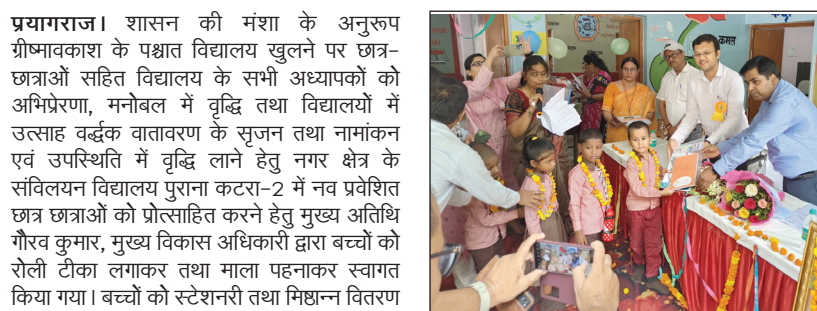 प्रयागराज। शासन की मंशा के अनुरूप
ग्रीष्मावकाश के पश्चात विद्यालय खुलने पर छात्र-
छात्राओं सहित विद्यालय के सभी अध्यापकों को
अभिप्रेरणा, मनोबल में वृद्धि तथा विद्यालयों में
उत्साह वर्द्धक वातावरण के सृजन तथा नामांकन
एवं उपस्थिति में वृद्धि लाने हेतु नगर क्षेत्र के
संविलयन विद्यालय पुराना कटरा-2 में नव प्रवेशित
छात्र छात्राओं को प्रोत्साहित करने हेतु मुख्य अतिथि
गौरव कुमार, मुख्य विकास अधिकारी द्वारा बच्चों को
रोली टीका लगाकर तथा माला पहनाकर स्वागत
किया गया। बच्चों को स्टेशनरी तथा मिष्ठान्न वितरण
कमल